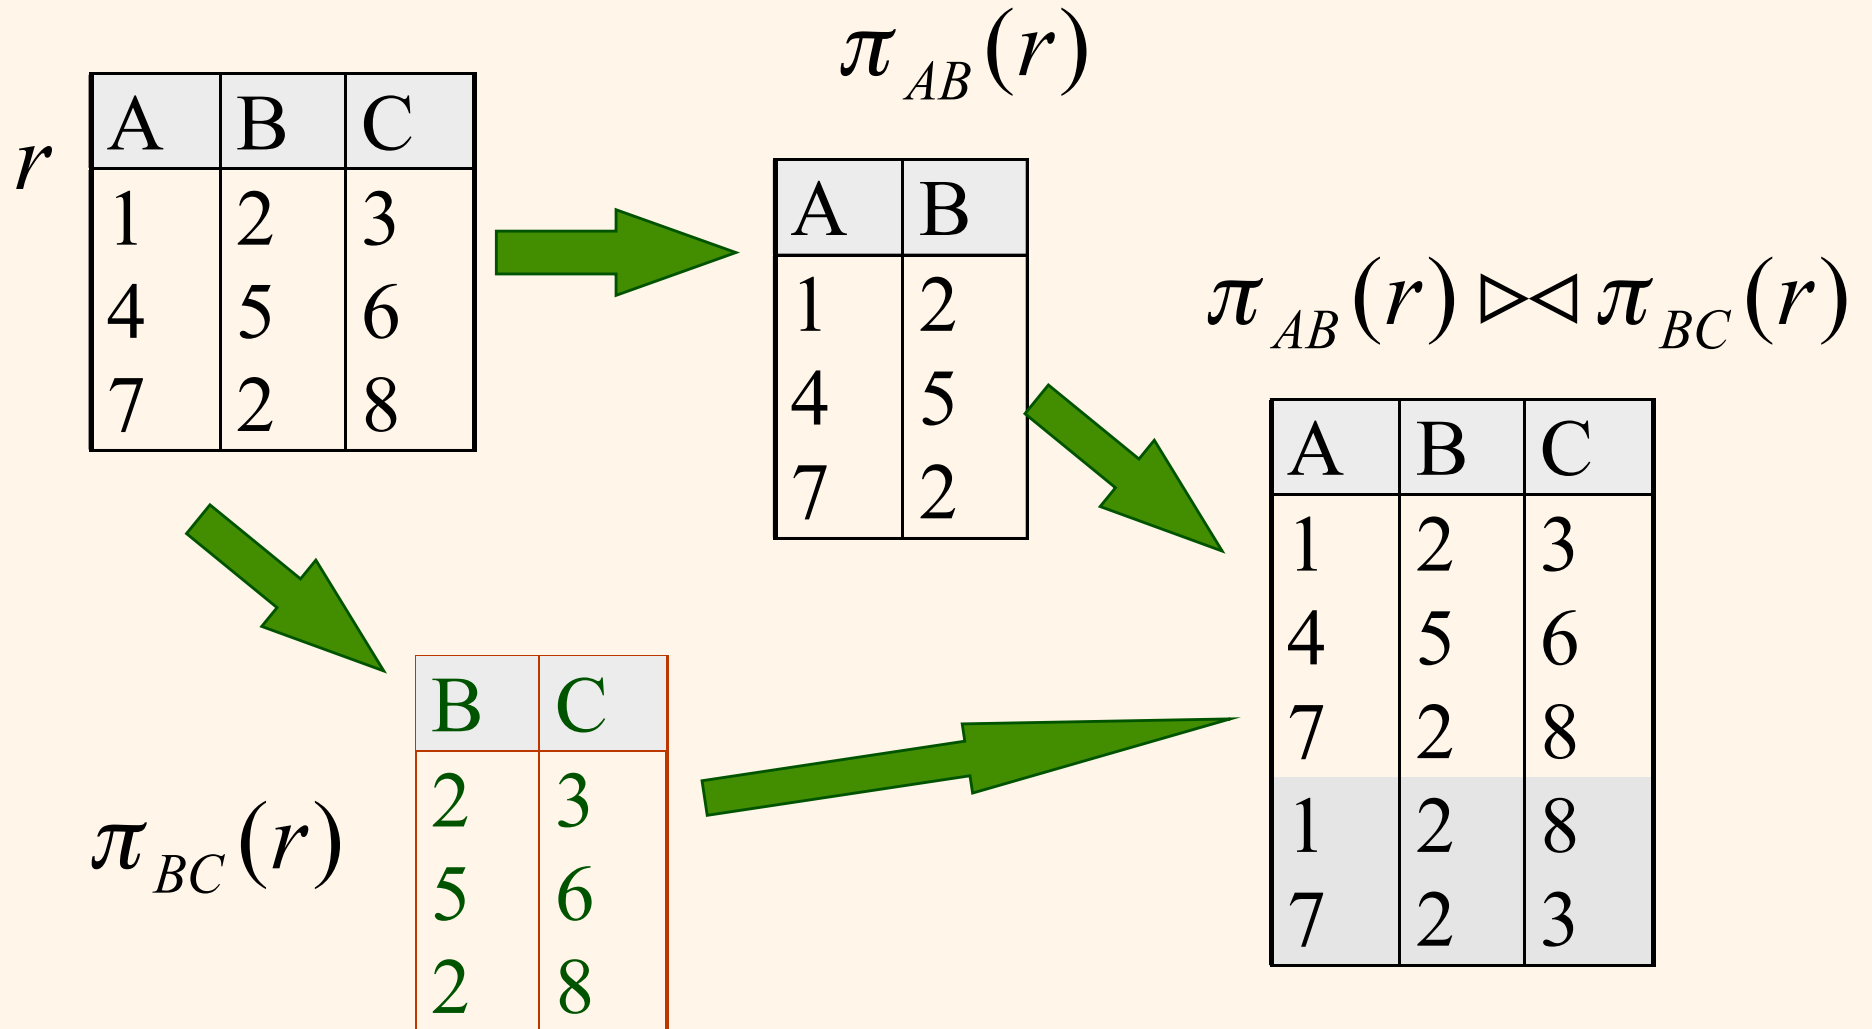 r
A B C
1 2 3
4 5 6
7 2 8
π_AB(r)
A B
1 2
4 5
7 2
π_BC(r)
B C
2 3
5 6
2 8
π_AB(r) ⋈ π_BC(r)
A B C
1 2 3
4 5 6
7 2 8
1 2 8
7 2 3